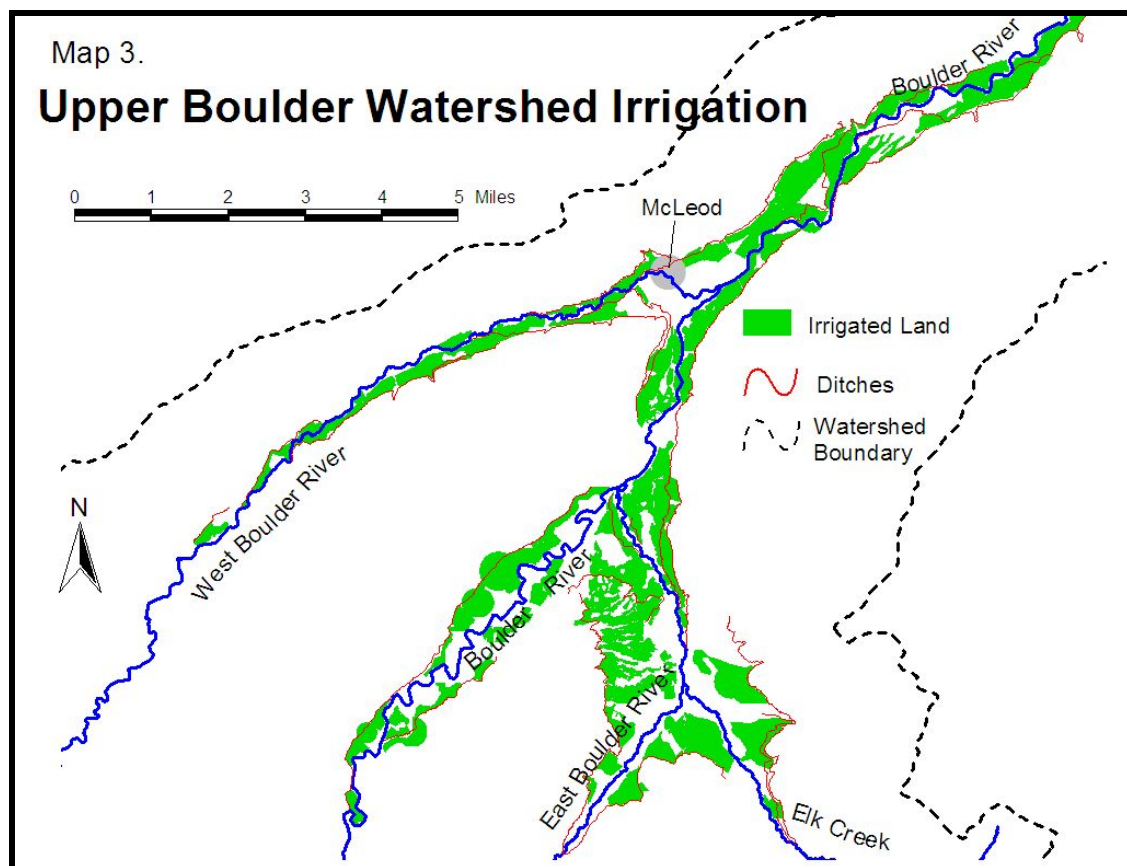 Map 3.
Upper Boulder Watershed Irrigation
Boulder River
0 1 2 3 4 5 Miles
McLeod
Irrigated Land
Ditches
Watershed
Boundary
N
West Boulder River
Boulder River
East Boulder River
Elk Creek